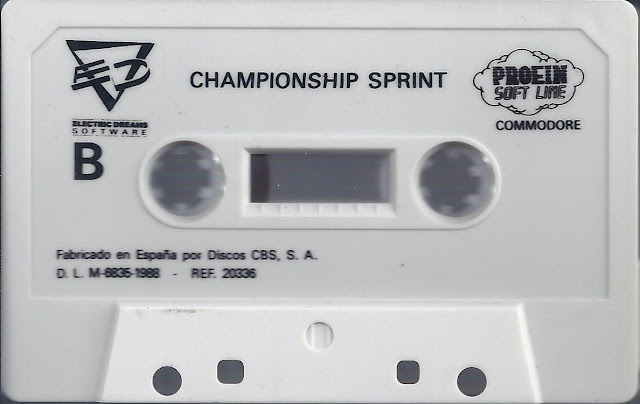 CHAMPIONSHIP SPRINT
PROEIN
SOFT LINE
COMMODORE
ELECTRIC DREAMS
SOFTWARE
B
Fabricado en España por Discos CBS, S. A.
D. L. M-6835-1988 - REF. 20336